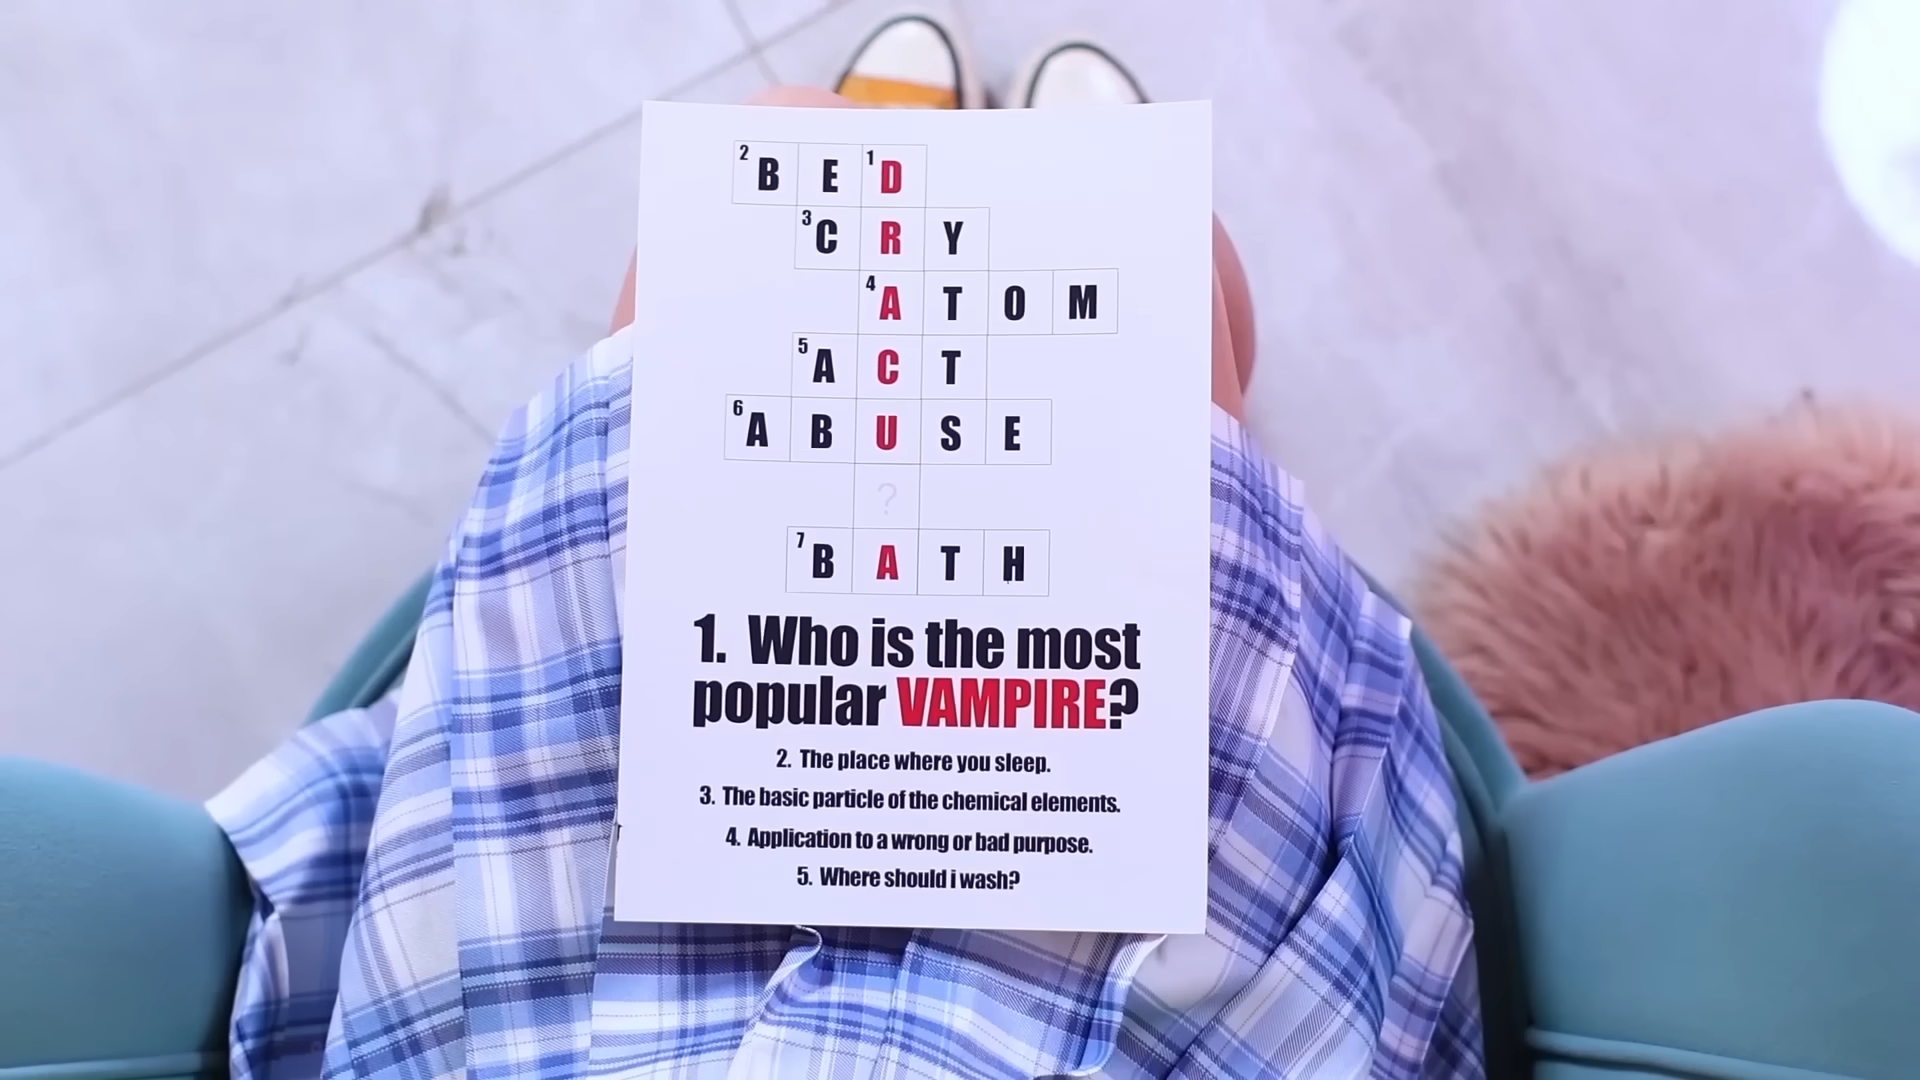 2 B E 1 D
3 C R Y
4 A T O M
5 A C T
6 A B U S E
?
7 B A T H
1. Who is the most
popular VAMPIRE?
2. The place where you sleep.
3. The basic particle of the chemical elements.
4. Application to a wrong or bad purpose.
5. Where should i wash?